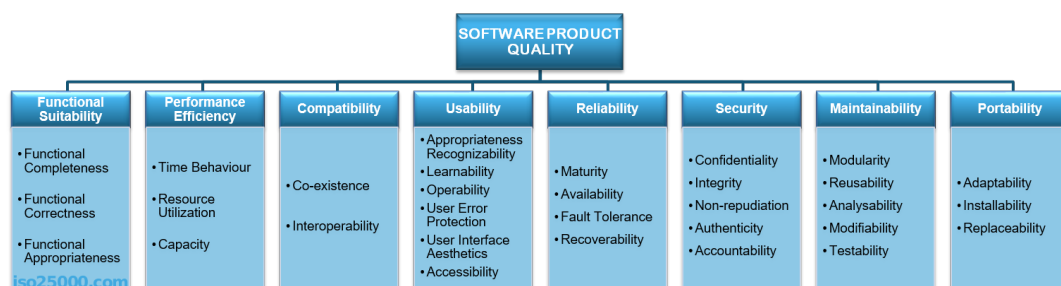 SOFTWARE PRODUCT
QUALITY
Functional
Suitability
• Functional
Completeness
• Functional
Correctness
• Functional
Appropriateness
Performance
Efficiency
• Time Behaviour
• Resource
Utilization
• Capacity
Compatibility
• Co-existence
• Interoperability
Usability
• Appropriateness
Recognizability
• Learnability
• Operability
• User Error
Protection
• User Interface
Aesthetics
• Accessibility
Reliability
• Maturity
• Availability
• Fault Tolerance
• Recoverability
Security
• Confidentiality
• Integrity
• Non-repudiation
• Authenticity
• Accountability
Maintainability
• Modularity
• Reusability
• Analysability
• Modifiability
• Testability
Portability
• Adaptability
• Installability
• Replaceability
iso25000.com